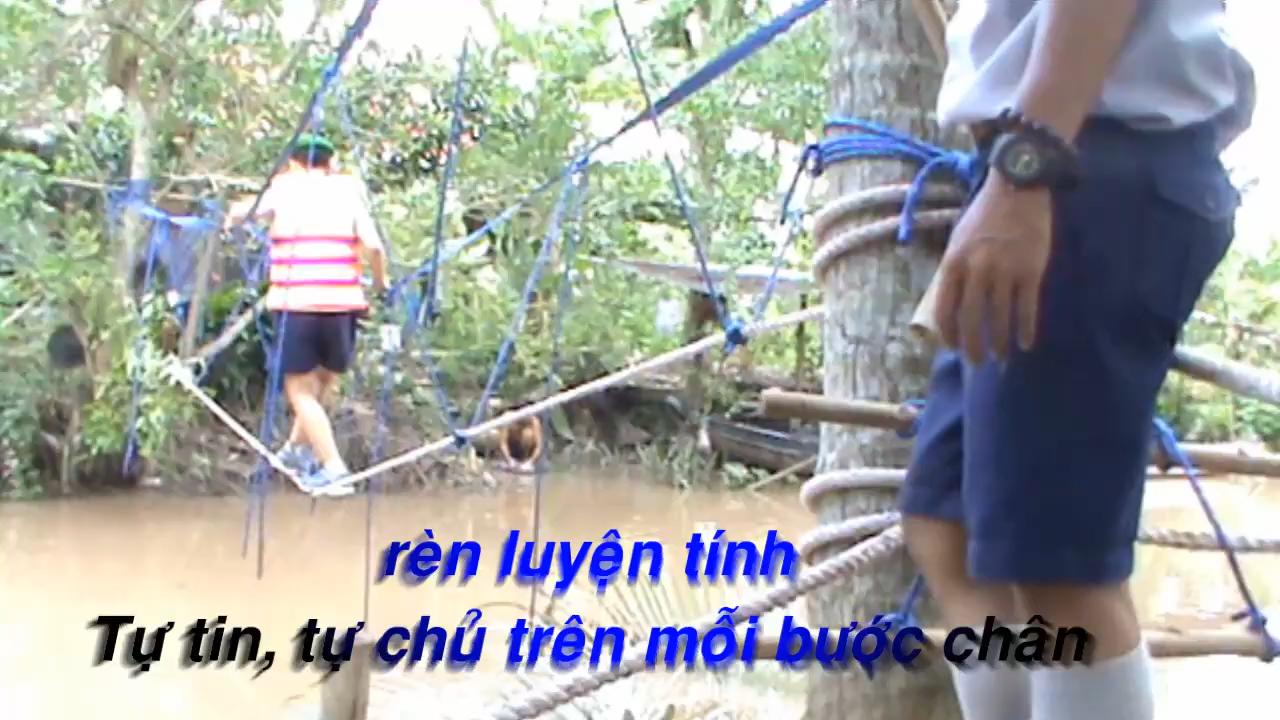 rèn luyện tính
Tự tin, tự chủ trên mỗi bước chân